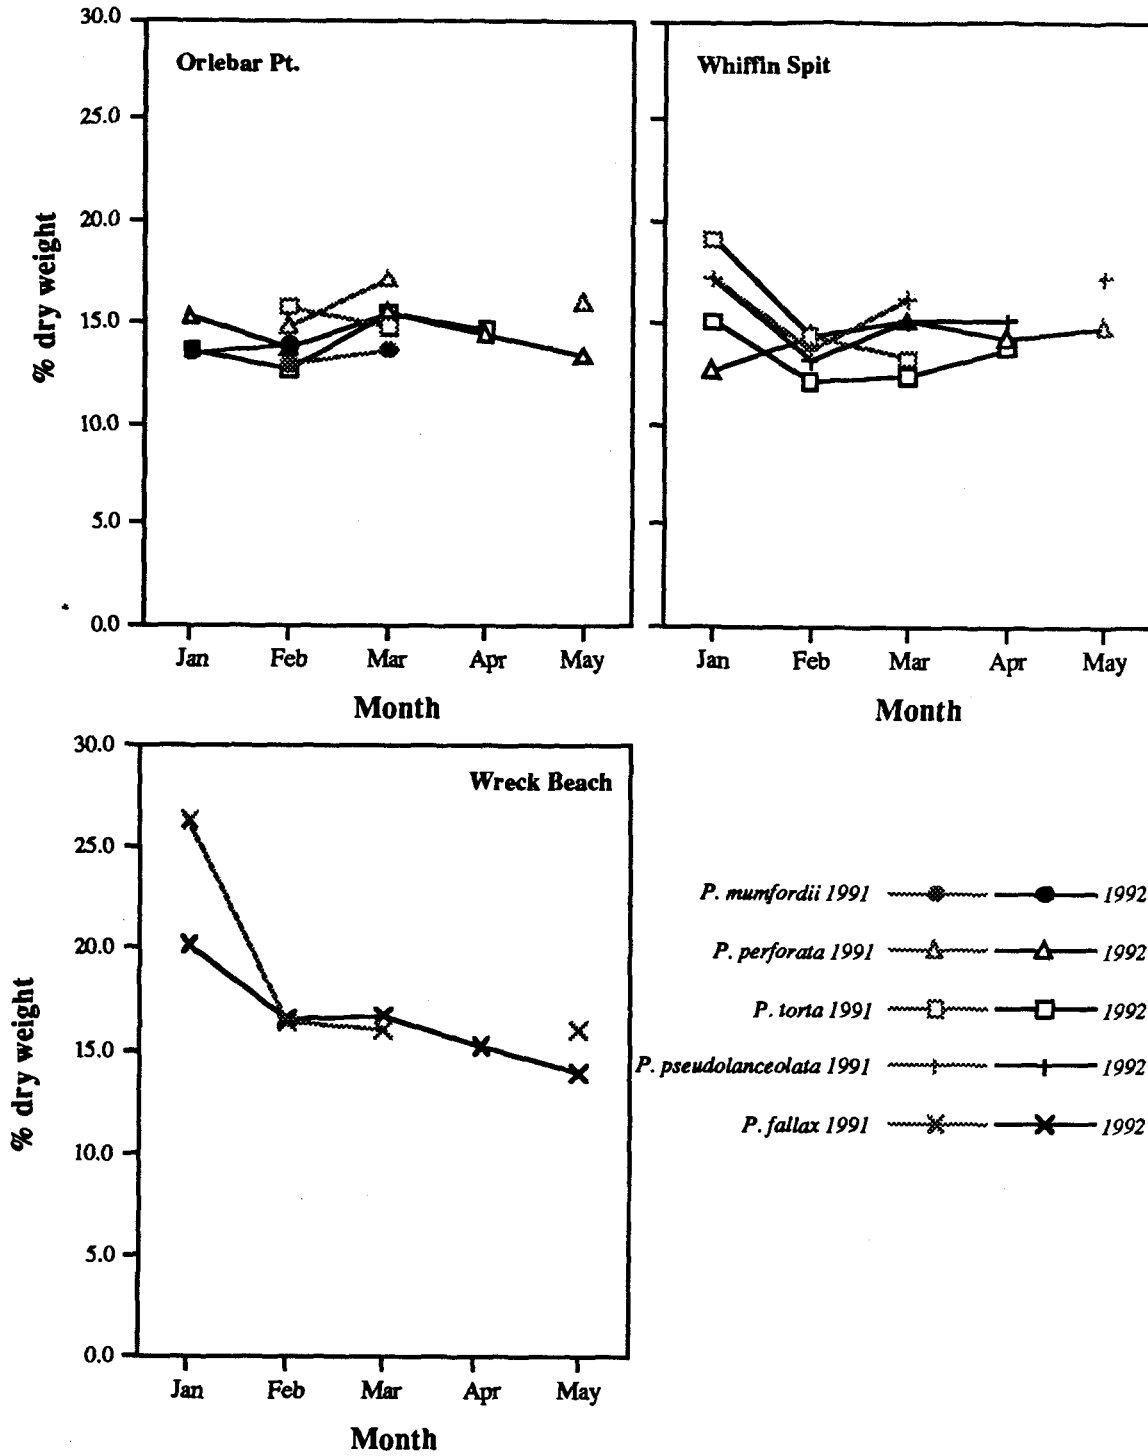 Orlebar Pt.
% dry weight
30.0
25.0
20.0
15.0
10.0
5.0
0.0
Jan Feb Mar Apr May
Month
Whiffin Spit
Jan Feb Mar Apr May
Month
Wreck Beach
% dry weight
30.0
25.0
20.0
15.0
10.0
5.0
0.0
Jan Feb Mar Apr May
Month
P. mumfordii 1991 1992
P. perforata 1991 1992
P. torta 1991 1992
P. pseudolanceolata 1991 1992
P. fallax 1991 1992